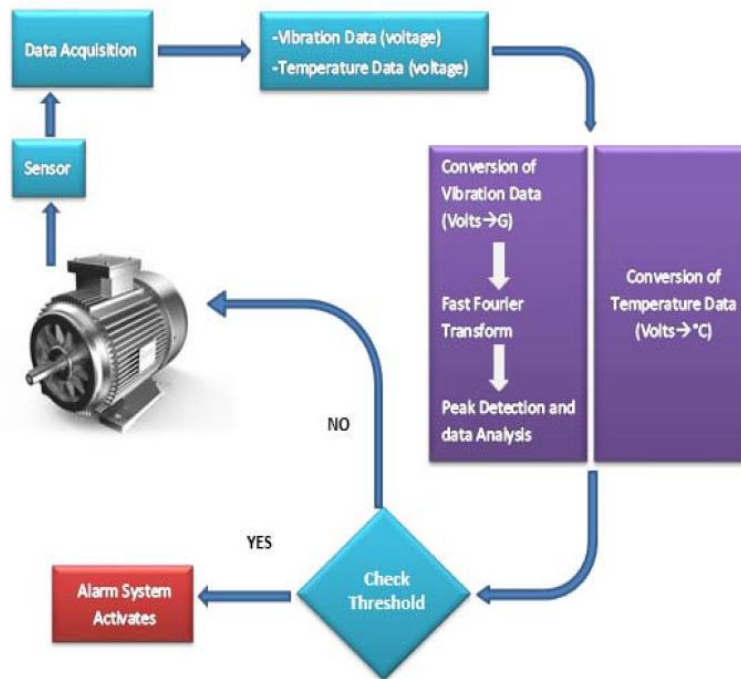 Data Acquisition
-Vibration Data (voltage)
-Temperature Data (voltage)
Sensor
Conversion of
Vibration Data
(Volts→G)
Fast Fourier
Transform
Peak Detection and
data Analysis
Conversion of
Temperature Data
(Volts→°C)
NO
YES
Check
Threshold
Alarm System
Activates